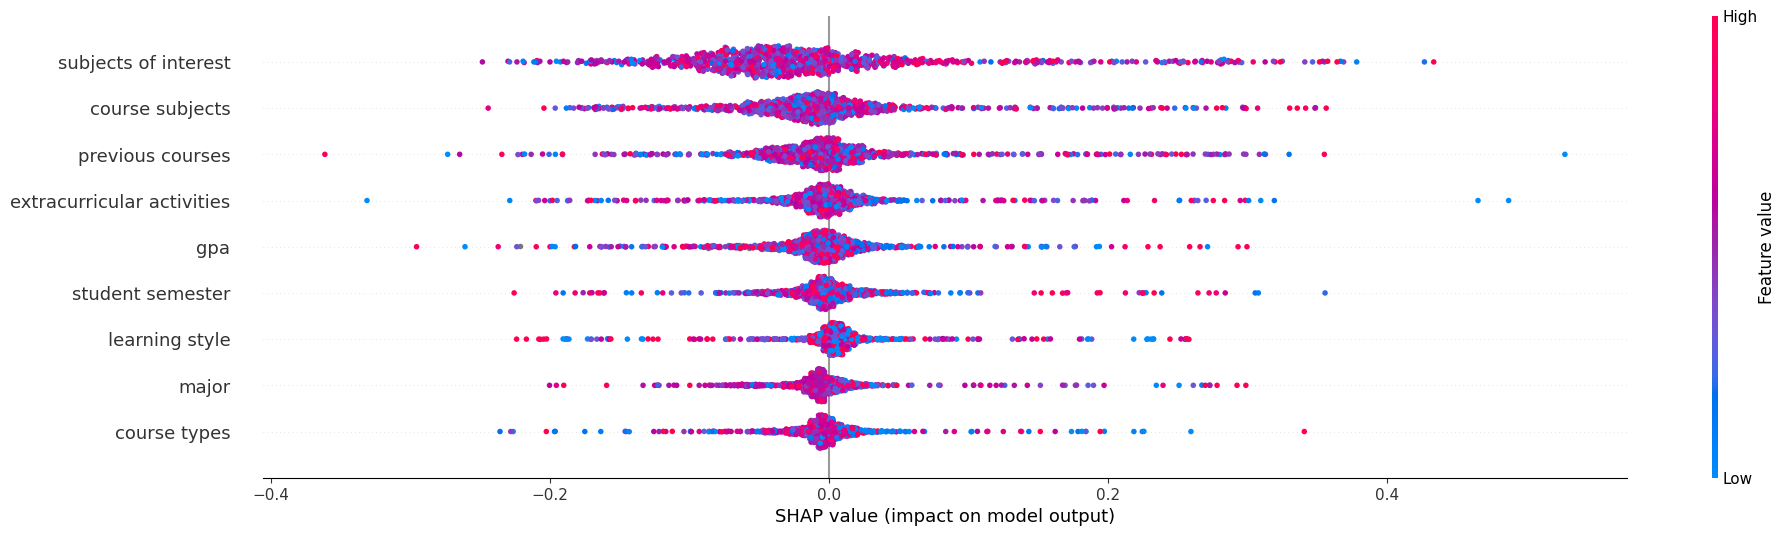 High
subjects of interest
course subjects
previous courses
extracurricular activities
gpa
student semester
learning style
major
course types
Feature value
Low
−0.4 −0.2 0.0 0.2 0.4
SHAP value (impact on model output)